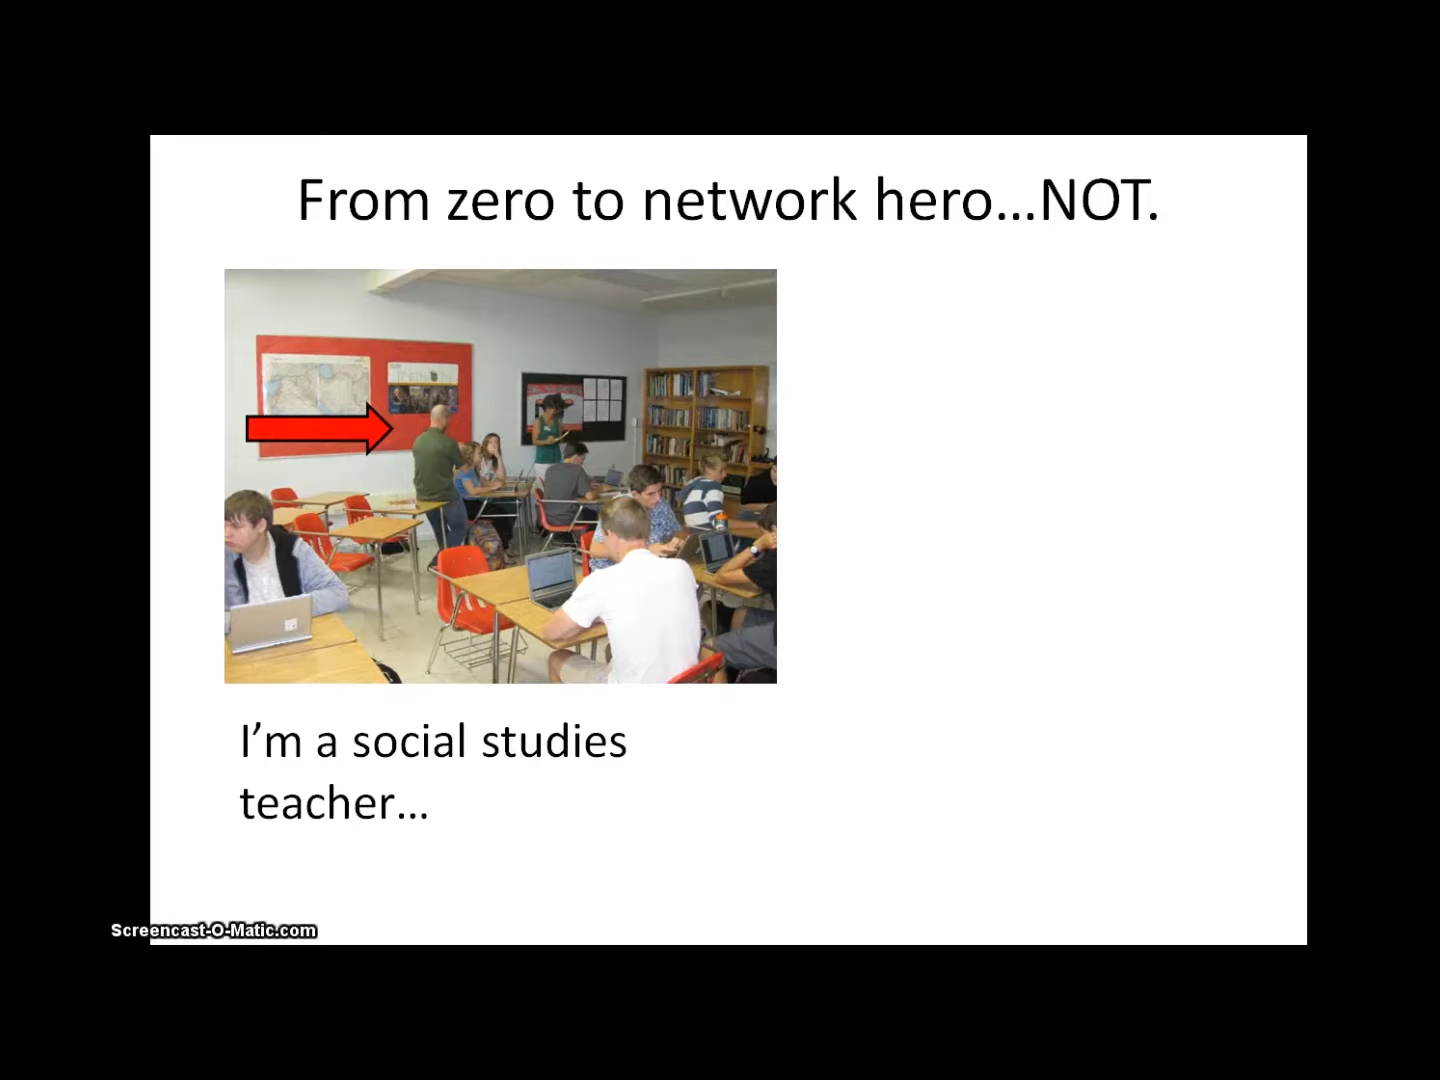 From zero to network hero…NOT.
I’m a social studies
teacher…
Screencast-O-Matic.com